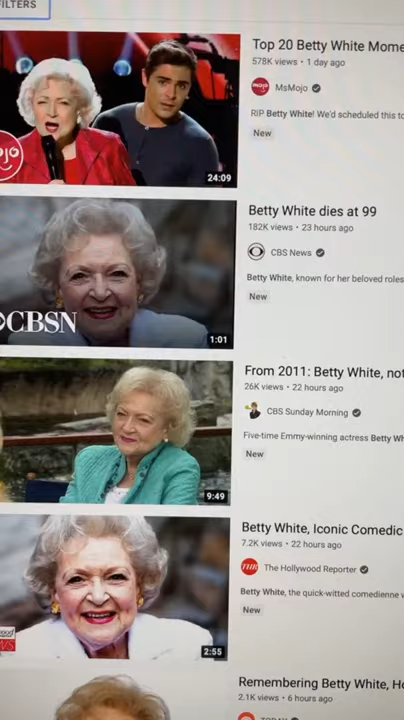 FILTERS
Top 20 Betty White Mome
578K views • 1 day ago
mojo MsMojo
RIP Betty White! We'd scheduled this to
New
ojo
24:09
Betty White dies at 99
182K views • 23 hours ago
CBS News
Betty White, known for her beloved roles
New
CBSN
1:01
From 2011: Betty White, not
26K views • 22 hours ago
CBS Sunday Morning
Five-time Emmy-winning actress Betty Wh
New
9:49
Betty White, Iconic Comedic
7.2K views • 22 hours ago
THR The Hollywood Reporter
Betty White, the quick-witted comedienne
New
2:55
Remembering Betty White, Ho
2.1K views • 6 hours ago
TODAY